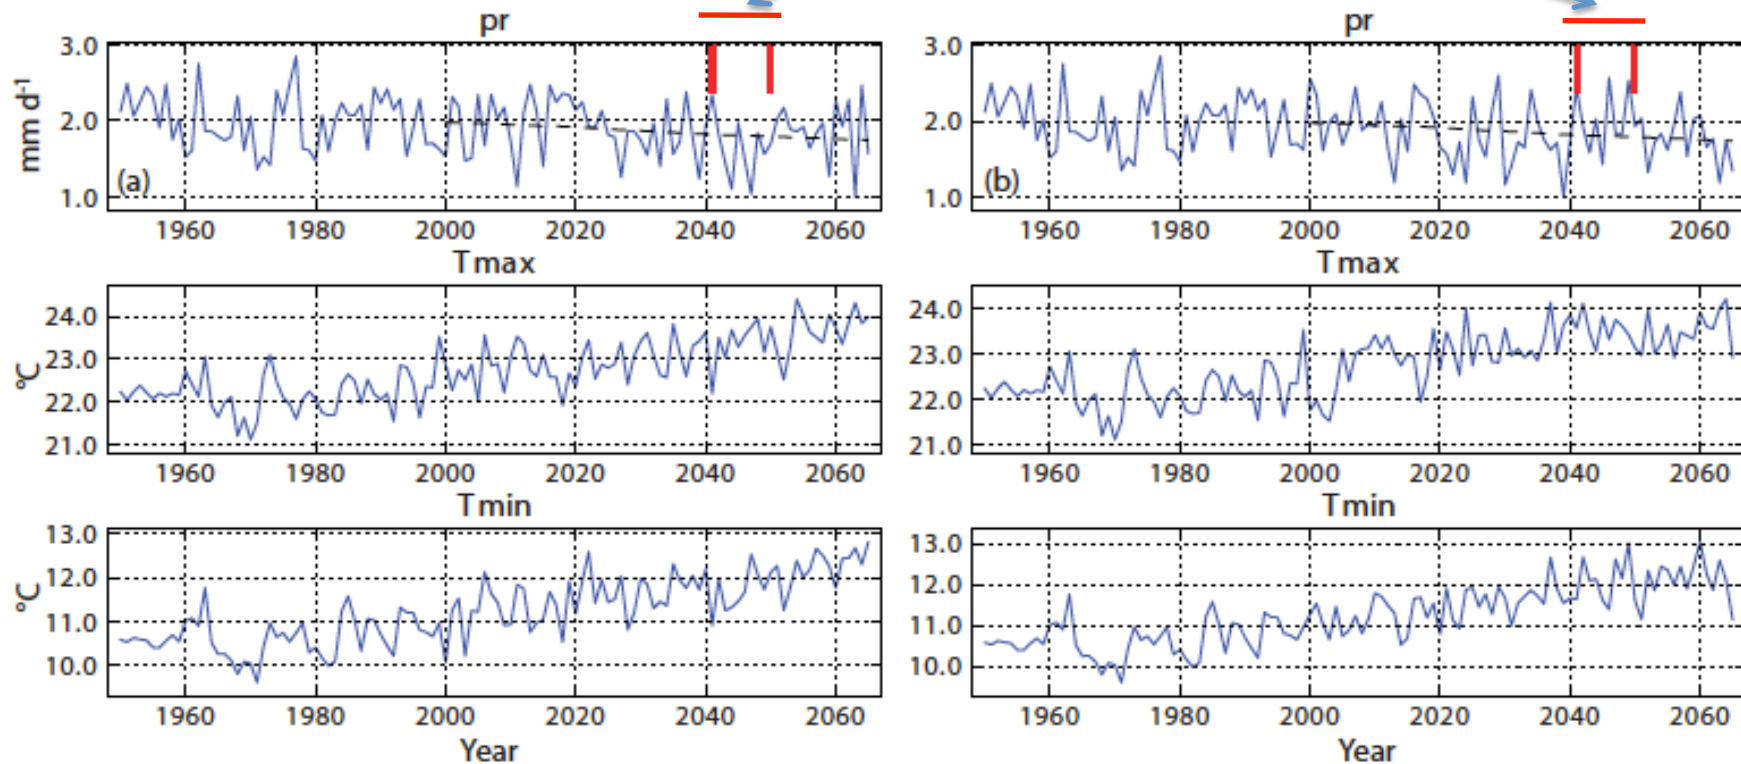 pr pr
3.0 3.0
mm d⁻¹
2.0 2.0
(a) (b)
1.0 1.0
1960 1980 2000 2020 2040 2060 1960 1980 2000 2020 2040 2060
Tmax Tmax
24.0 24.0
°C
23.0 23.0
22.0 22.0
21.0 21.0
1960 1980 2000 2020 2040 2060 1960 1980 2000 2020 2040 2060
Tmin Tmin
13.0 13.0
°C
12.0 12.0
11.0 11.0
10.0 10.0
1960 1980 2000 2020 2040 2060 1960 1980 2000 2020 2040 2060
Year Year